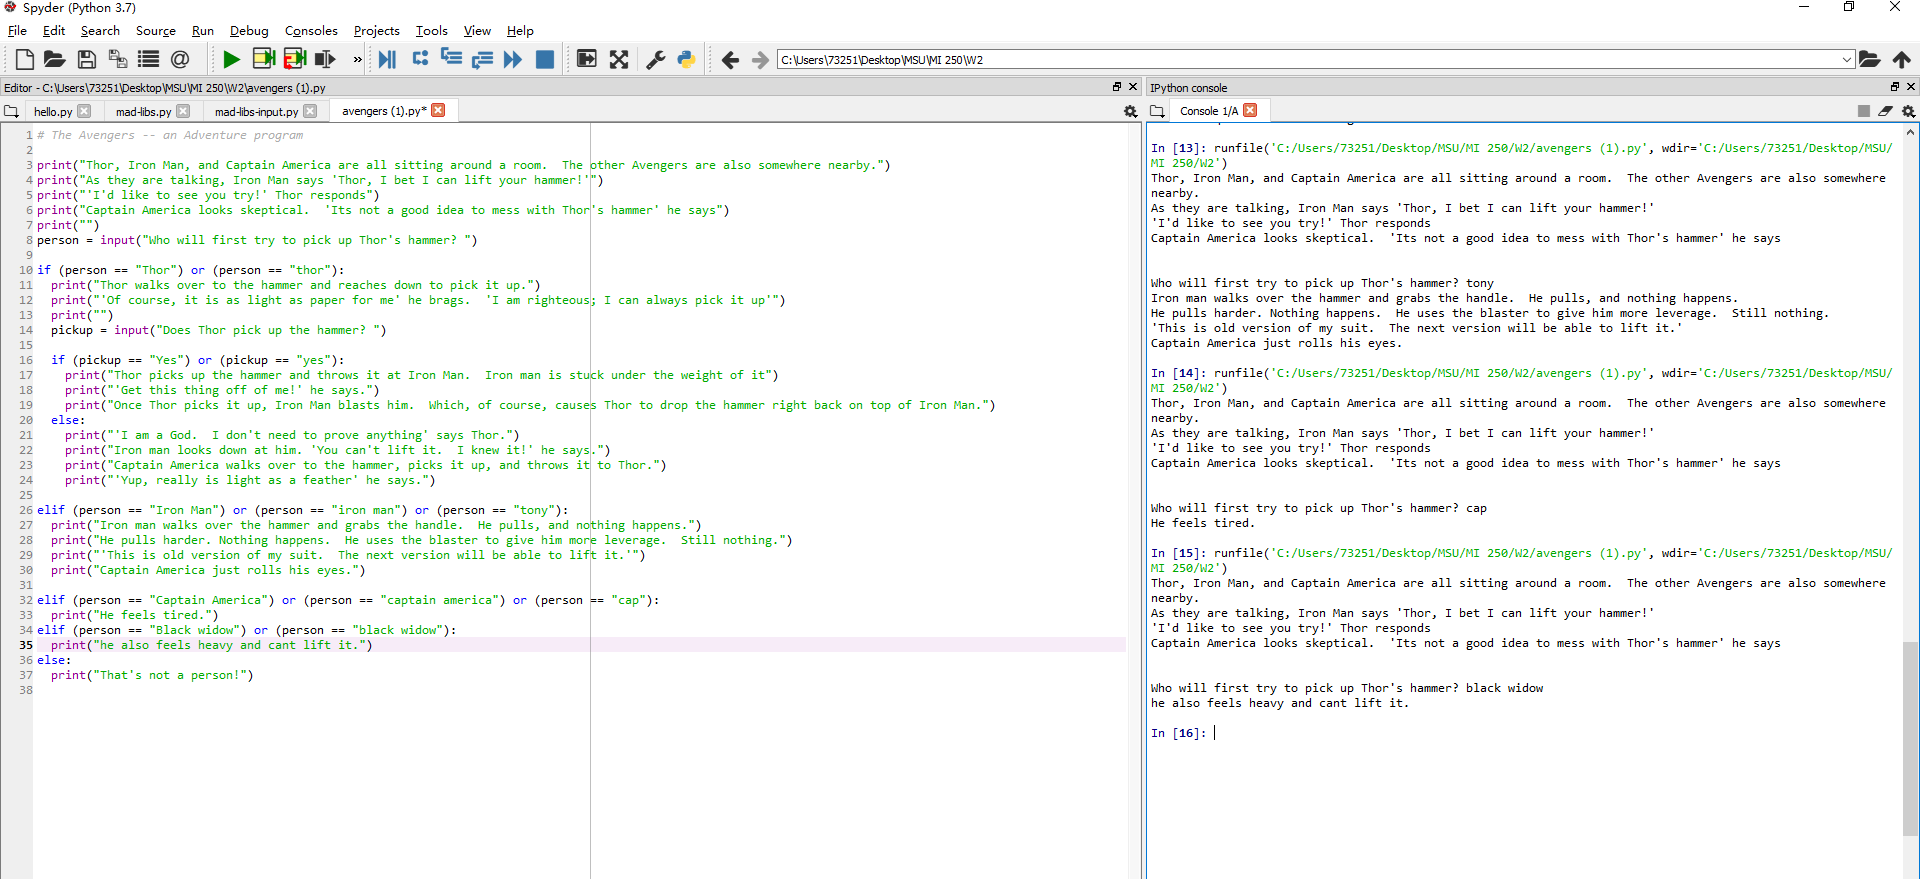 Spyder (Python 3.7)
File Edit Search Source Run Debug Consoles Projects Tools View Help
@ » C:\Users\73251\Desktop\MSU\MI 250\W2
Editor - C:\Users\73251\Desktop\MSU\MI 250\W2\avengers (1).py
hello.py mad-libs.py mad-libs-input.py avengers (1).py*
1 # The Avengers -- an Adventure program
2
3 print("Thor, Iron Man, and Captain America are all sitting around a room.  The other Avengers are also somewhere nearby.")
4 print("As they are talking, Iron Man says 'Thor, I bet I can lift your hammer!'")
5 print("'I'd like to see you try!' Thor responds")
6 print("Captain America looks skeptical.  'Its not a good idea to mess with Thor's hammer' he says")
7 print("")
8 person = input("Who will first try to pick up Thor's hammer? ")
9
10 if (person == "Thor") or (person == "thor"):
11   print("Thor walks over to the hammer and reaches down to pick it up.")
12   print("'Of course, it is as light as paper for me' he brags.  'I am righteous; I can always pick it up'")
13   print("")
14   pickup = input("Does Thor pick up the hammer? ")
15
16   if (pickup == "Yes") or (pickup == "yes"):
17     print("Thor picks up the hammer and throws it at Iron Man.  Iron man is stuck under the weight of it")
18     print("'Get this thing off of me!' he says.")
19     print("Once Thor picks it up, Iron Man blasts him.  Which, of course, causes Thor to drop the hammer right back on top of Iron Man.")
20   else:
21     print("'I am a God.  I don't need to prove anything' says Thor.")
22     print("Iron man looks down at him. 'You can't lift it.  I knew it!' he says.")
23     print("Captain America walks over to the hammer, picks it up, and throws it to Thor.")
24     print("'Yup, really is light as a feather' he says.")
25
26 elif (person == "Iron Man") or (person == "iron man") or (person == "tony"):
27   print("Iron man walks over the hammer and grabs the handle.  He pulls, and nothing happens.")
28   print("He pulls harder. Nothing happens.  He uses the blaster to give him more leverage.  Still nothing.")
29   print("'This is old version of my suit.  The next version will be able to lift it.'")
30   print("Captain America just rolls his eyes.")
31
32 elif (person == "Captain America") or (person == "captain america") or (person == "cap"):
33   print("He feels tired.")
34 elif (person == "Black widow") or (person == "black widow"):
35   print("he also feels heavy and cant lift it.")
36 else:
37   print("That's not a person!")
38
IPython console
Console 1/A
In [13]: runfile('C:/Users/73251/Desktop/MSU/MI 250/W2/avengers (1).py', wdir='C:/Users/73251/Desktop/MSU/
MI 250/W2')
Thor, Iron Man, and Captain America are all sitting around a room.  The other Avengers are also somewhere
nearby.
As they are talking, Iron Man says 'Thor, I bet I can lift your hammer!'
'I'd like to see you try!' Thor responds
Captain America looks skeptical.  'Its not a good idea to mess with Thor's hammer' he says
Who will first try to pick up Thor's hammer? tony
Iron man walks over the hammer and grabs the handle.  He pulls, and nothing happens.
He pulls harder. Nothing happens.  He uses the blaster to give him more leverage.  Still nothing.
'This is old version of my suit.  The next version will be able to lift it.'
Captain America just rolls his eyes.
In [14]: runfile('C:/Users/73251/Desktop/MSU/MI 250/W2/avengers (1).py', wdir='C:/Users/73251/Desktop/MSU/
MI 250/W2')
Thor, Iron Man, and Captain America are all sitting around a room.  The other Avengers are also somewhere
nearby.
As they are talking, Iron Man says 'Thor, I bet I can lift your hammer!'
'I'd like to see you try!' Thor responds
Captain America looks skeptical.  'Its not a good idea to mess with Thor's hammer' he says
Who will first try to pick up Thor's hammer? cap
He feels tired.
In [15]: runfile('C:/Users/73251/Desktop/MSU/MI 250/W2/avengers (1).py', wdir='C:/Users/73251/Desktop/MSU/
MI 250/W2')
Thor, Iron Man, and Captain America are all sitting around a room.  The other Avengers are also somewhere
nearby.
As they are talking, Iron Man says 'Thor, I bet I can lift your hammer!'
'I'd like to see you try!' Thor responds
Captain America looks skeptical.  'Its not a good idea to mess with Thor's hammer' he says
Who will first try to pick up Thor's hammer? black widow
he also feels heavy and cant lift it.
In [16]: